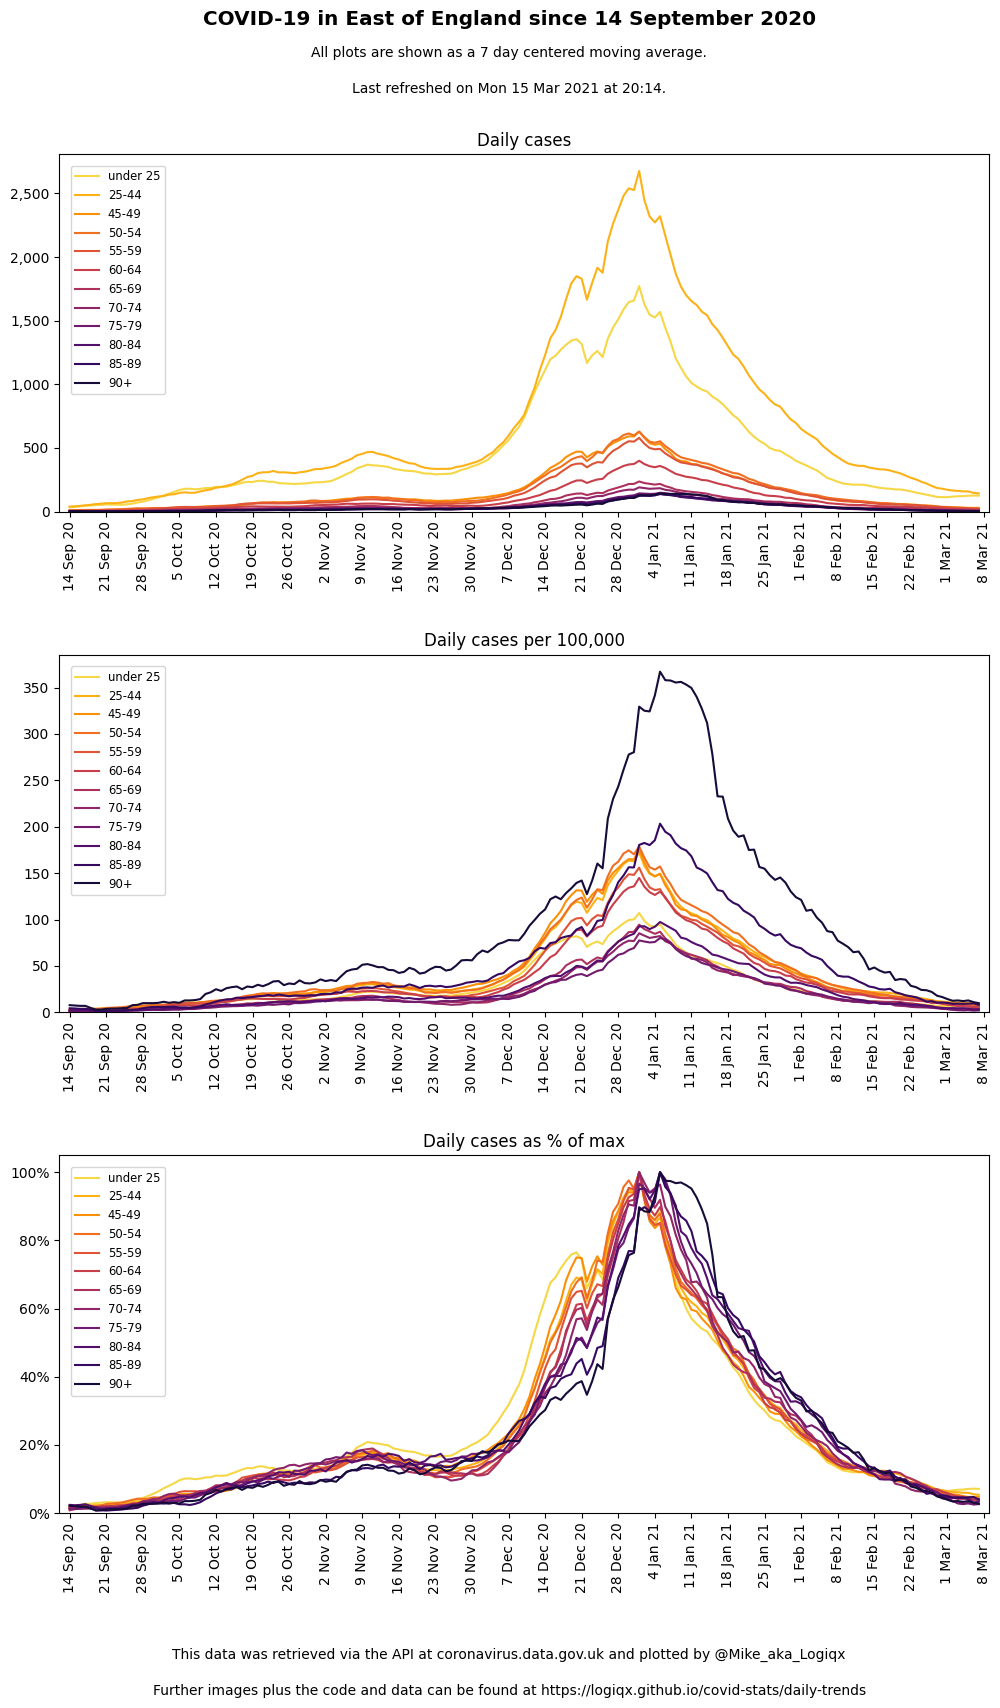 COVID-19 in East of England since 14 September 2020
All plots are shown as a 7 day centered moving average.
Last refreshed on Mon 15 Mar 2021 at 20:14.
Daily cases
2,500
2,000
1,500
1,000
500
0
under 25
25-44
45-49
50-54
55-59
60-64
65-69
70-74
75-79
80-84
85-89
90+
14 Sep 20
21 Sep 20
28 Sep 20
5 Oct 20
12 Oct 20
19 Oct 20
26 Oct 20
2 Nov 20
9 Nov 20
16 Nov 20
23 Nov 20
30 Nov 20
7 Dec 20
14 Dec 20
21 Dec 20
28 Dec 20
4 Jan 21
11 Jan 21
18 Jan 21
25 Jan 21
1 Feb 21
8 Feb 21
15 Feb 21
22 Feb 21
1 Mar 21
8 Mar 21
Daily cases per 100,000
350
300
250
200
150
100
50
0
under 25
25-44
45-49
50-54
55-59
60-64
65-69
70-74
75-79
80-84
85-89
90+
14 Sep 20
21 Sep 20
28 Sep 20
5 Oct 20
12 Oct 20
19 Oct 20
26 Oct 20
2 Nov 20
9 Nov 20
16 Nov 20
23 Nov 20
30 Nov 20
7 Dec 20
14 Dec 20
21 Dec 20
28 Dec 20
4 Jan 21
11 Jan 21
18 Jan 21
25 Jan 21
1 Feb 21
8 Feb 21
15 Feb 21
22 Feb 21
1 Mar 21
8 Mar 21
Daily cases as % of max
100%
80%
60%
40%
20%
0%
under 25
25-44
45-49
50-54
55-59
60-64
65-69
70-74
75-79
80-84
85-89
90+
14 Sep 20
21 Sep 20
28 Sep 20
5 Oct 20
12 Oct 20
19 Oct 20
26 Oct 20
2 Nov 20
9 Nov 20
16 Nov 20
23 Nov 20
30 Nov 20
7 Dec 20
14 Dec 20
21 Dec 20
28 Dec 20
4 Jan 21
11 Jan 21
18 Jan 21
25 Jan 21
1 Feb 21
8 Feb 21
15 Feb 21
22 Feb 21
1 Mar 21
8 Mar 21
This data was retrieved via the API at coronavirus.data.gov.uk and plotted by @Mike_aka_Logiqx
Further images plus the code and data can be found at https://logiqx.github.io/covid-stats/daily-trends